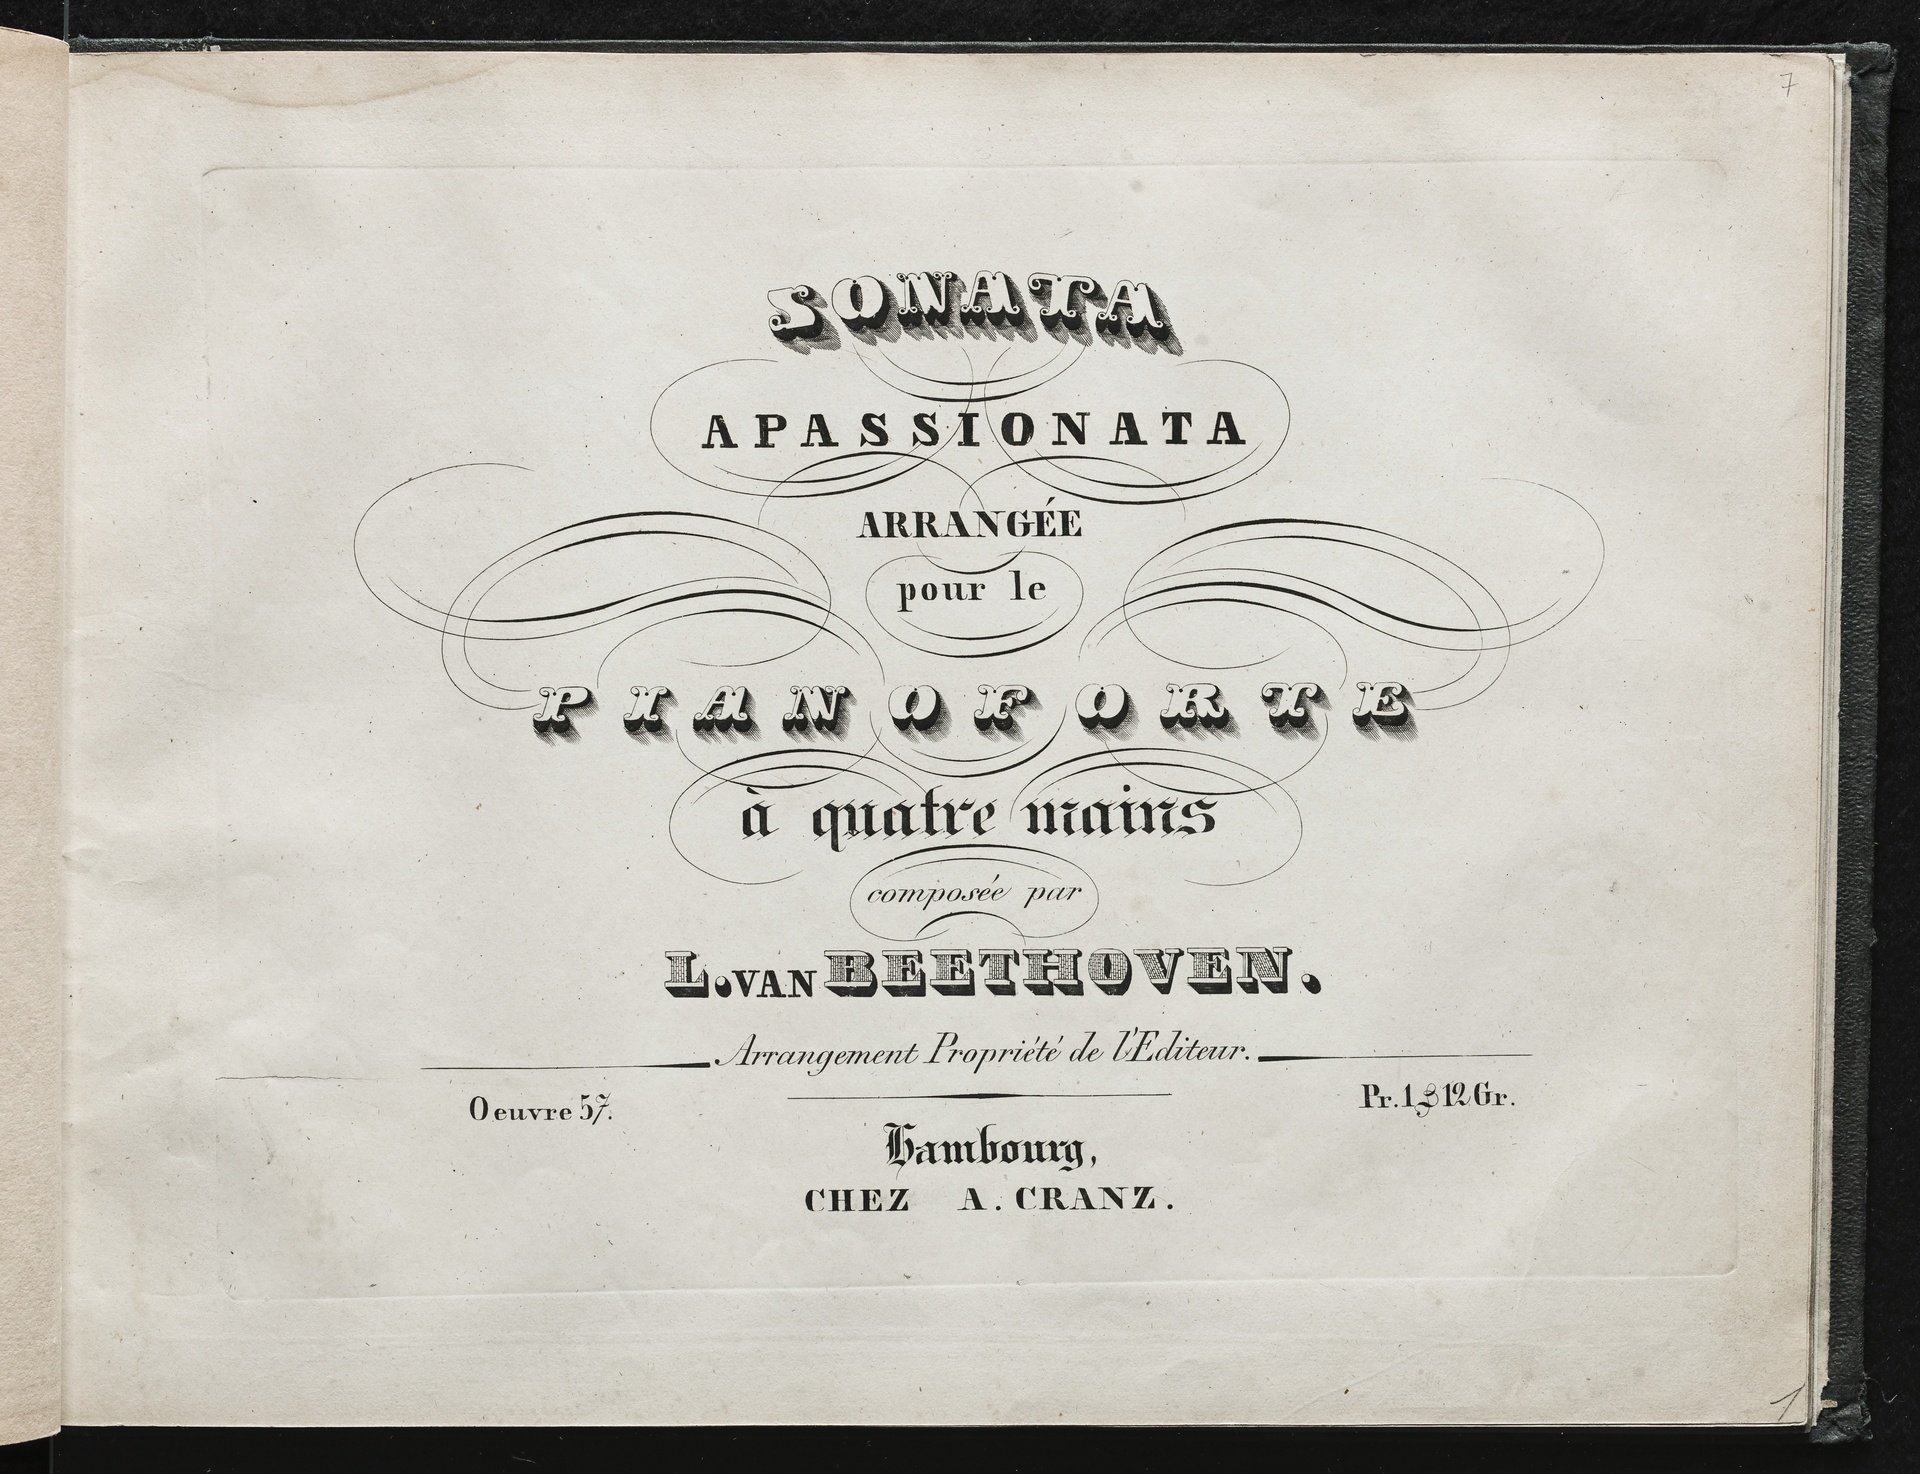 7
SONATA
APASSIONATA
ARRANGÉE
pour le
PIANOFORTE
à quatre mains
composée par
L. VAN BEETHOVEN.
Arrangement Propriété de l'Editeur.
Oeuvre 57.
Pr. 1 12 Gr.
Hambourg,
CHEZ A. CRANZ.
1